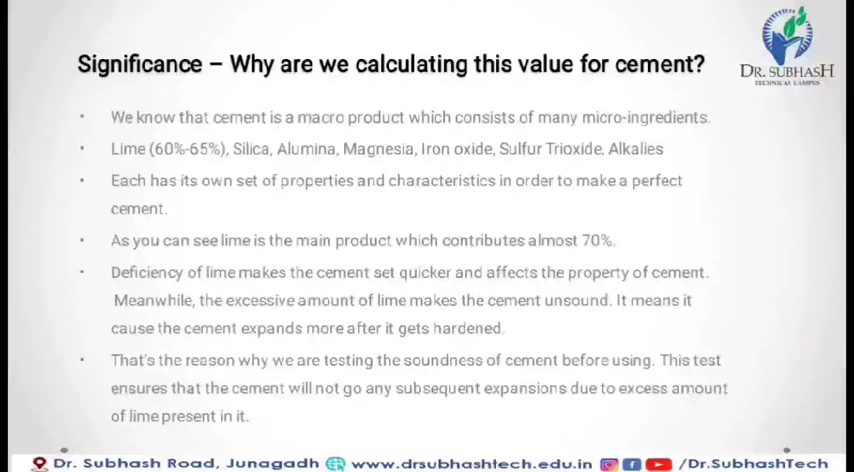 Significance – Why are we calculating this value for cement?
DR. SUBHASH
TECHNICAL CAMPUS
• We know that cement is a macro product which consists of many micro-ingredients.
• Lime (60%-65%), Silica, Alumina, Magnesia, Iron oxide, Sulfur Trioxide, Alkalies
• Each has its own set of properties and characteristics in order to make a perfect
cement.
• As you can see lime is the main product which contributes almost 70%.
• Deficiency of lime makes the cement set quicker and affects the property of cement.
Meanwhile, the excessive amount of lime makes the cement unsound. It means it
cause the cement expands more after it gets hardened.
• That's the reason why we are testing the soundness of cement before using. This test
ensures that the cement will not go any subsequent expansions due to excess amount
of lime present in it.
Dr. Subhash Road, Junagadh www.drsubhashtech.edu.in /Dr.SubhashTech